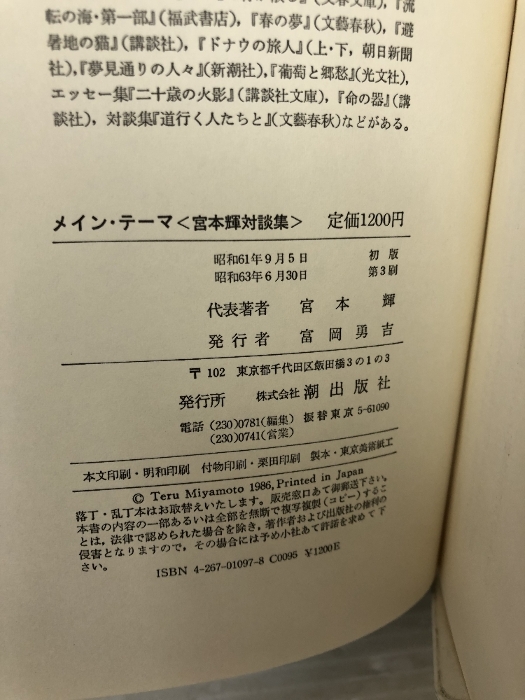 転の海・第一部』（福武書店），『春の夢』（文藝春秋），『避
暑地の猫』（講談社），『ドナウの旅人』（上・下，朝日新聞
社），『夢見通りの人々』（新潮社），『葡萄と郷愁』（光文社），
エッセー集『二十歳の火影』（講談社文庫），『命の器』（講
談社），対談集『道行く人たちと』（文藝春秋）などがある。
メイン・テーマ＜宮本輝対談集＞ 定価1200円
昭和61年９月５日 初版
昭和63年６月30日 第３刷
代表著者 宮本輝
発行者 富岡勇吉
〒102 東京都千代田区飯田橋３の１の３
発行所 株式会社 潮出版社
電話 (230)0781(編集) 振替東京 5-61090
(230)0741(営業)
本文印刷・明和印刷 付物印刷・栗田印刷 製本・東京美術紙工
© Teru Miyamoto 1986, Printed in Japan
落丁・乱丁本はお取替えいたします。販売窓口あて御郵送下さい。
本書の内容の一部あるいは全部を無断で複写複製（コピー）するこ
とは，法律で認められた場合を除き，著作者および出版社の権利の
侵害となりますので，その場合には予め小社あて許諾を求めて下
さい。
ISBN 4-267-01097-8 C0095 ¥1200E